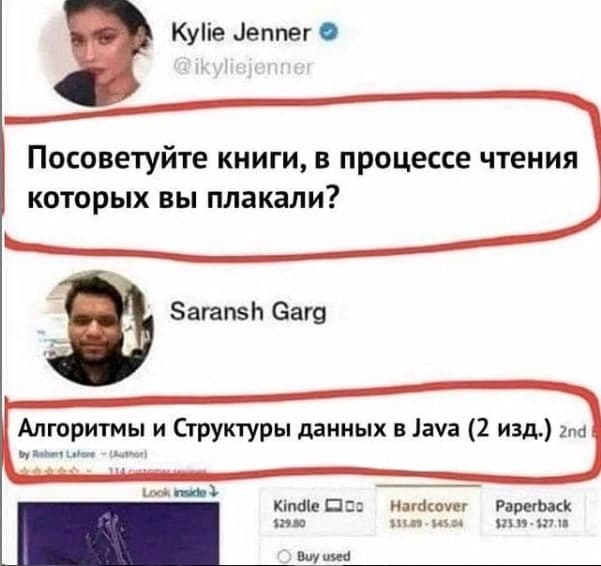 Kylie Jenner
@ikyliejenner
Посоветуйте книги, в процессе чтения
которых вы плакали?
Saransh Garg
Алгоритмы и Структуры данных в Java (2 изд.) 2nd
by Robert Lafore (Author)
114 customer reviews
Look inside
Kindle Hardcover Paperback
$29.80 $33.89 - $45.04 $23.39 - $27.18
Buy used